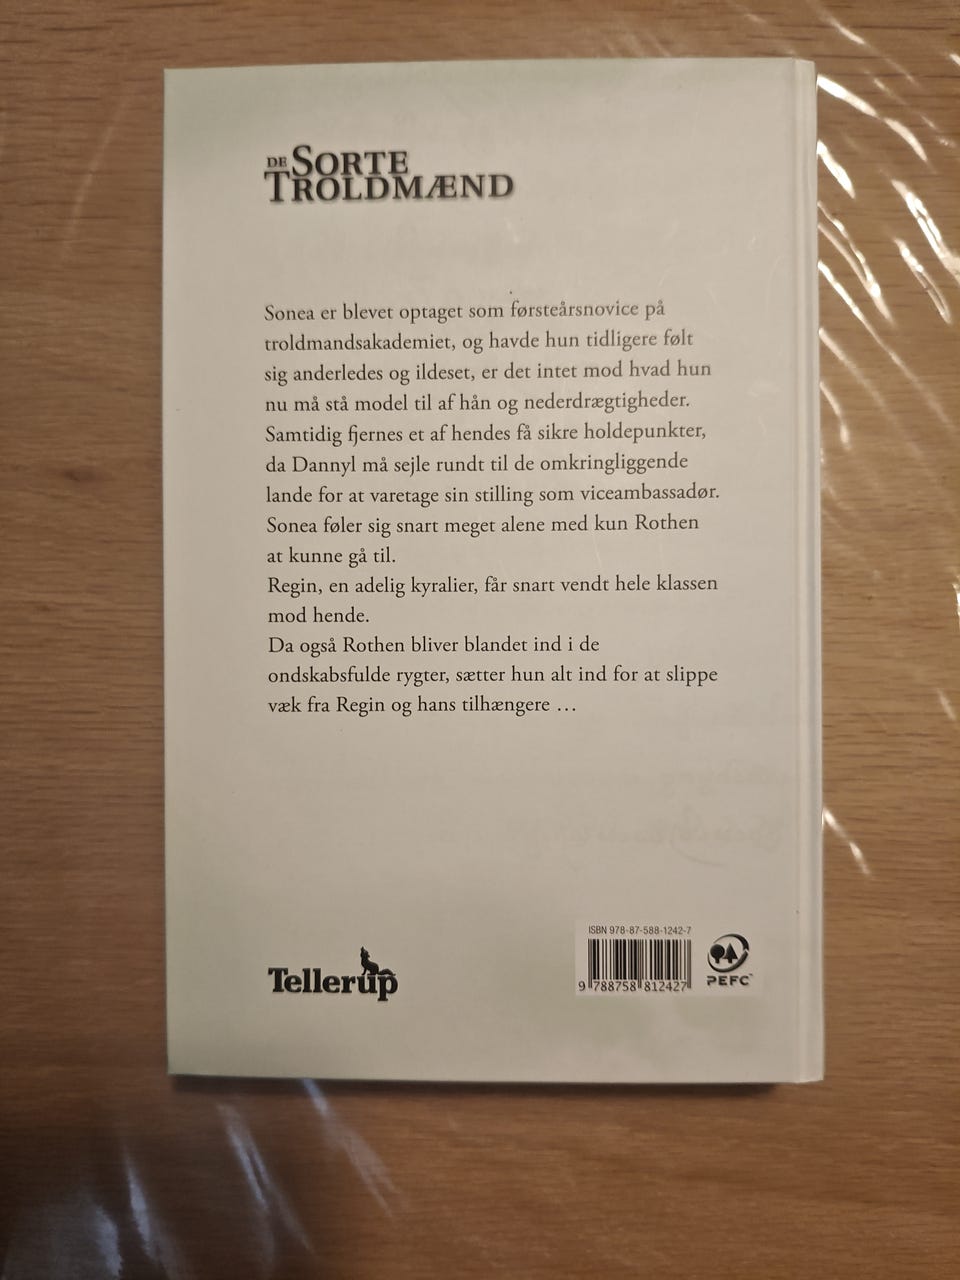 DE SORTE
TROLDMÆND
Sonea er blevet optaget som førsteårsnovice på
troldmandsakademiet, og havde hun tidligere følt
sig anderledes og ildeset, er det intet mod hvad hun
nu må stå model til af hån og nederdrægtigheder.
Samtidig fjernes et af hendes få sikre holdepunkter,
da Dannyl må sejle rundt til de omkringliggende
lande for at varetage sin stilling som viceambassadør.
Sonea føler sig snart meget alene med kun Rothen
at kunne gå til.
Regin, en adelig kyralier, får snart vendt hele klassen
mod hende.
Da også Rothen bliver blandet ind i de
ondskabsfulde rygter, sætter hun alt ind for at slippe
væk fra Regin og hans tilhængere …
Tellerup
ISBN 978-87-588-1242-7
9 788758 812427
PEFC™